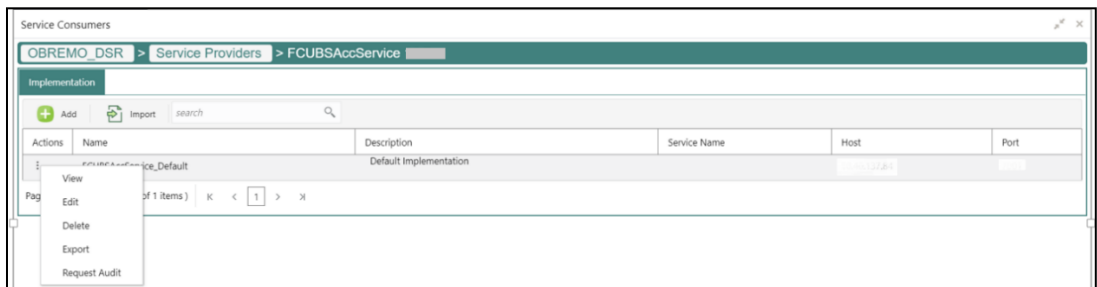 Service Consumers
OBREMO_DSR > Service Providers > FCUBSAccService
Implementation
Add Import search
Actions Name Description Service Name Host Port
FCUBSAccService_Default Default Implementation
View
Pag of 1 items ) K < 1 > >|
Edit
Delete
Export
Request Audit